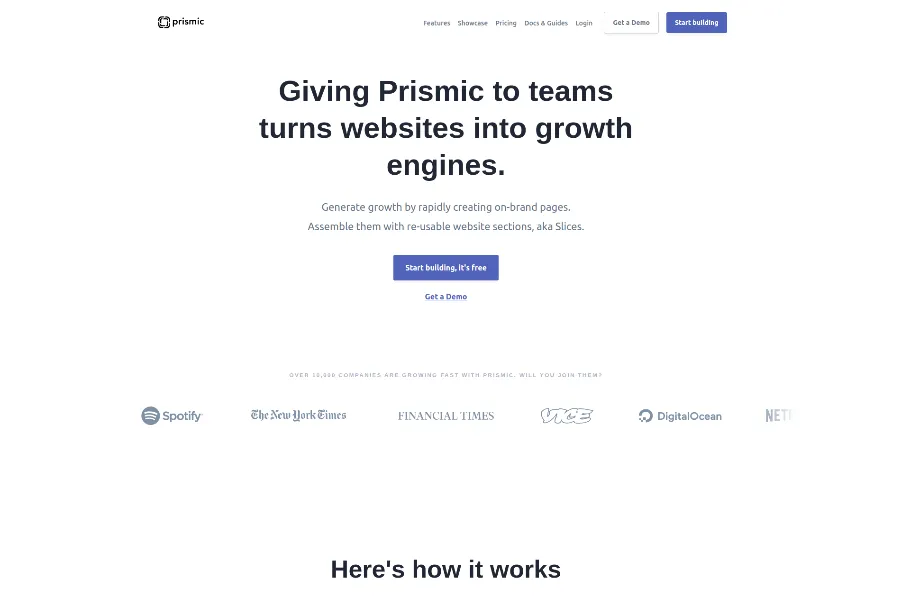 prismic
Features Showcase Pricing Docs & Guides Login Get a Demo Start building
Giving Prismic to teams
turns websites into growth
engines.
Generate growth by rapidly creating on-brand pages.
Assemble them with re-usable website sections, aka Slices.
Start building, it's free
Get a Demo
OVER 10,000 COMPANIES ARE GROWING FAST WITH PRISMIC. WILL YOU JOIN THEM?
Spotify The New York Times FINANCIAL TIMES VICE DigitalOcean NET
Here's how it works